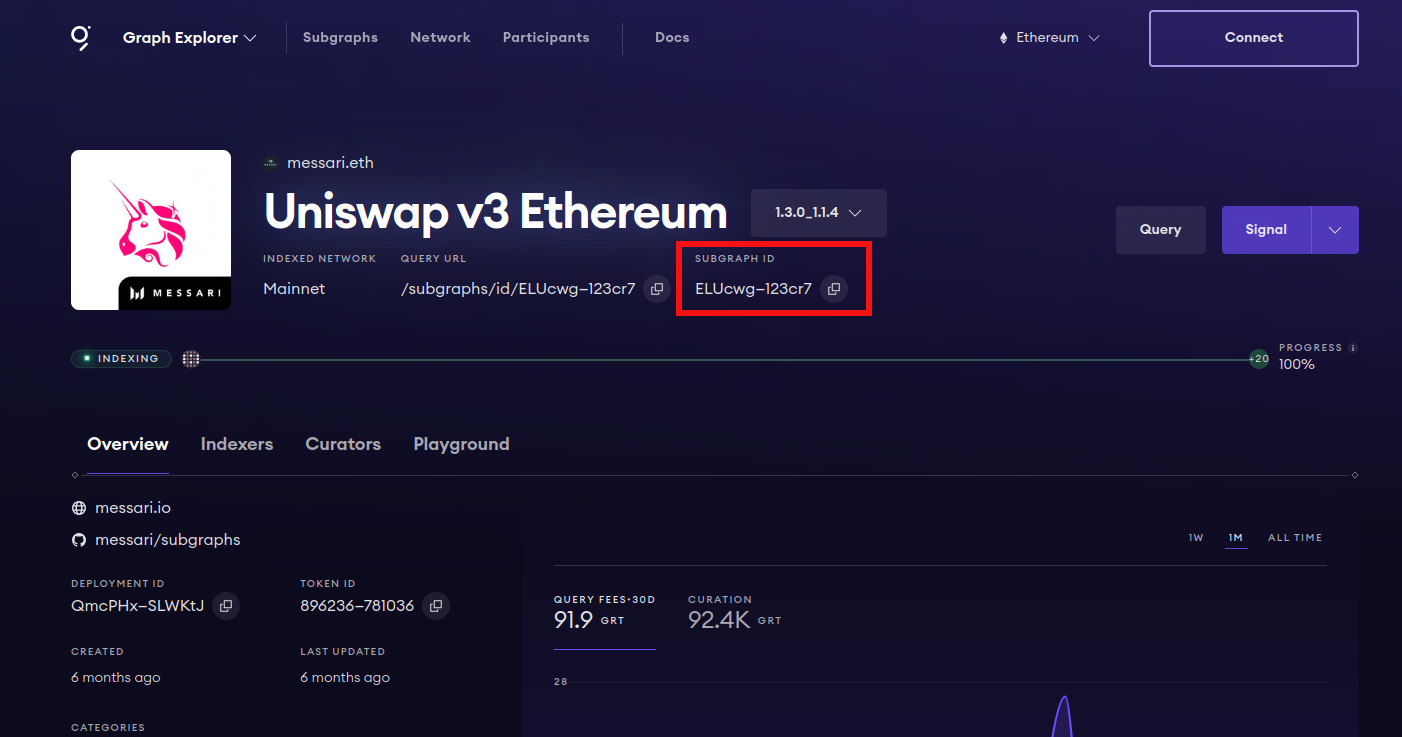 Graph Explorer Subgraphs Network Participants Docs Ethereum Connect
messari.eth
Uniswap v3 Ethereum 1.3.0_1.1.4
Query Signal
INDEXED NETWORK QUERY URL SUBGRAPH ID
Mainnet /subgraphs/id/ELUcwg–123cr7 ELUcwg–123cr7
MESSARI
INDEXING +20 PROGRESS
100%
Overview Indexers Curators Playground
messari.io
messari/subgraphs
1W 1M ALL TIME
DEPLOYMENT ID TOKEN ID
QmcPHx–SLWKtJ 896236–781036
QUERY FEES•30D CURATION
91.9 GRT 92.4K GRT
CREATED LAST UPDATED
6 months ago 6 months ago
28
CATEGORIES